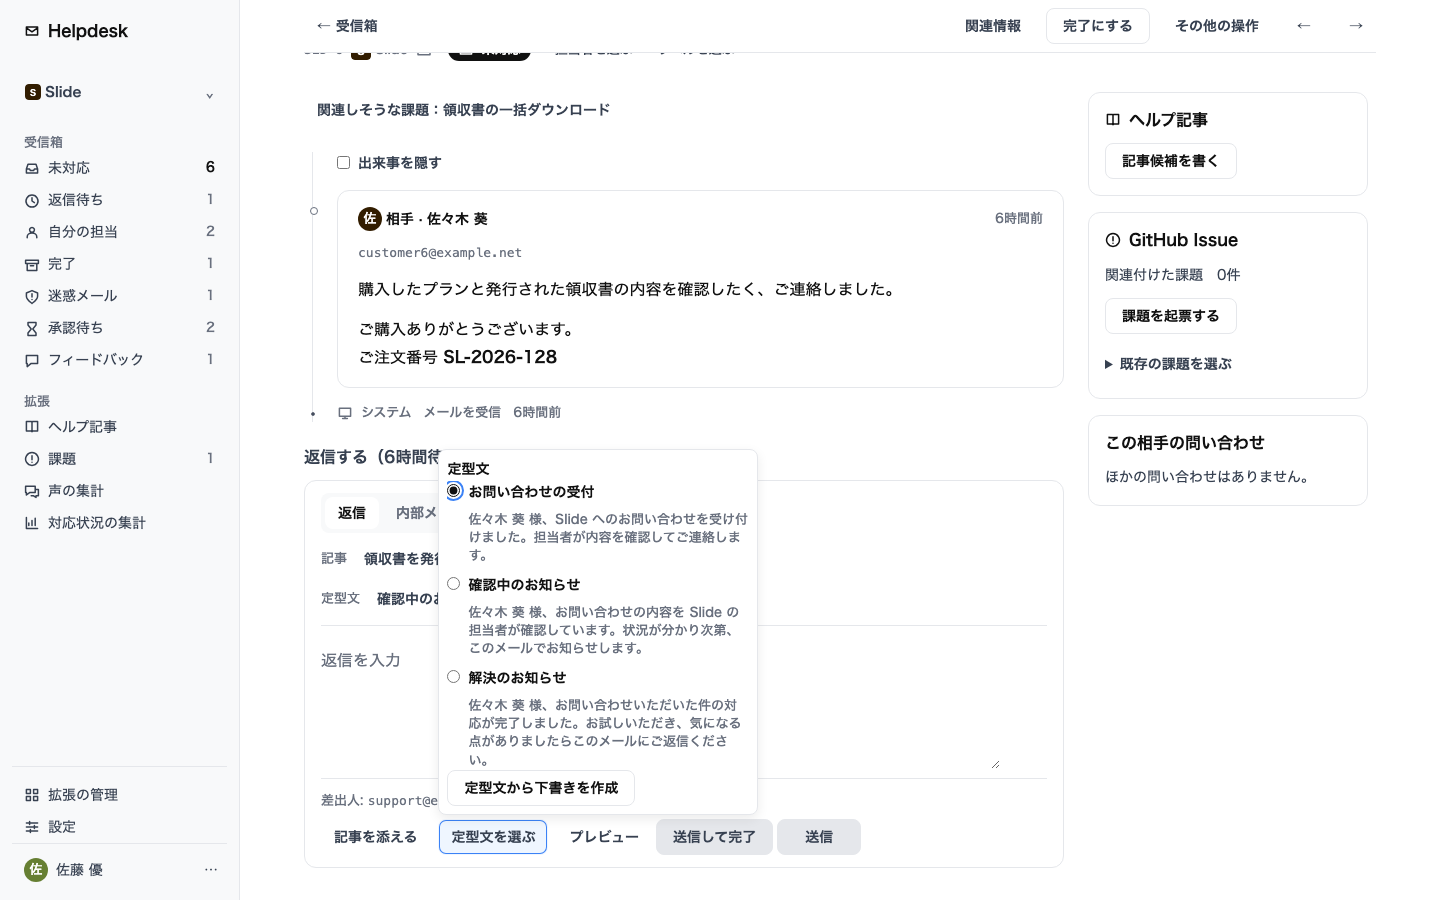 Helpdesk
s Slide
受信箱
未対応 6
返信待ち 1
自分の担当 2
完了 1
迷惑メール 1
承認待ち 2
フィードバック 1
拡張
ヘルプ記事
課題 1
声の集計
対応状況の集計
拡張の管理
設定
佐 佐藤 優 …
← 受信箱
関連情報 完了にする その他の操作 ← →
関連しそうな課題：領収書の一括ダウンロード
出来事を隠す
佐 相手 · 佐々木 葵 6時間前
customer6@example.net
購入したプランと発行された領収書の内容を確認したく、ご連絡しました。
ご購入ありがとうございます。
ご注文番号 SL-2026-128
システム メールを受信 6時間前
返信する（6時間待
返信 内部メ
記事 領収書を発
定型文 確認中の
返信を入力
差出人: support@e
定型文
お問い合わせの受付
佐々木 葵 様、Slide へのお問い合わせを受け付
けました。担当者が内容を確認してご連絡しま
す。
確認中のお知らせ
佐々木 葵 様、お問い合わせの内容を Slide の
担当者が確認しています。状況が分かり次第、
このメールでお知らせします。
解決のお知らせ
佐々木 葵 様、お問い合わせいただいた件の対
応が完了しました。お試しいただき、気になる
点がありましたらこのメールにご返信くださ
い。
定型文から下書きを作成
記事を添える 定型文を選ぶ プレビュー 送信して完了 送信
ヘルプ記事
記事候補を書く
GitHub Issue
関連付けた課題 0件
課題を起票する
▶ 既存の課題を選ぶ
この相手の問い合わせ
ほかの問い合わせはありません。